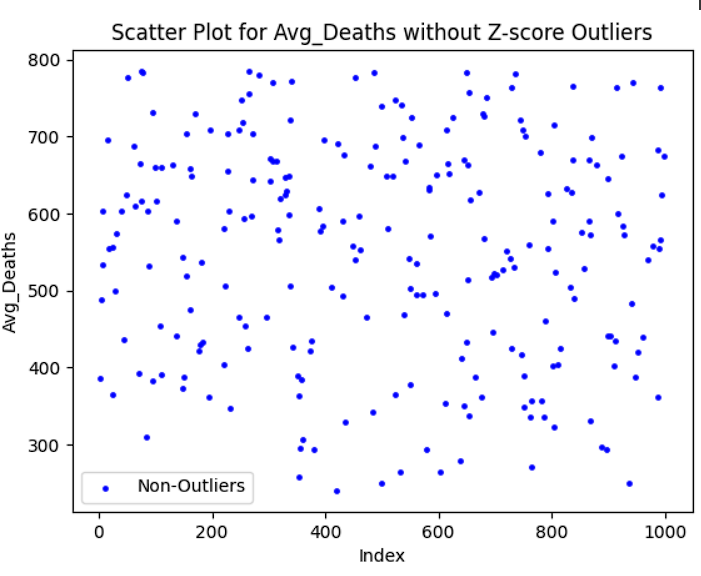 Scatter Plot for Avg_Deaths without Z-score Outliers
800
700
600
500
400
300
Avg_Deaths
Non-Outliers
0 200 400 600 800 1000
Index